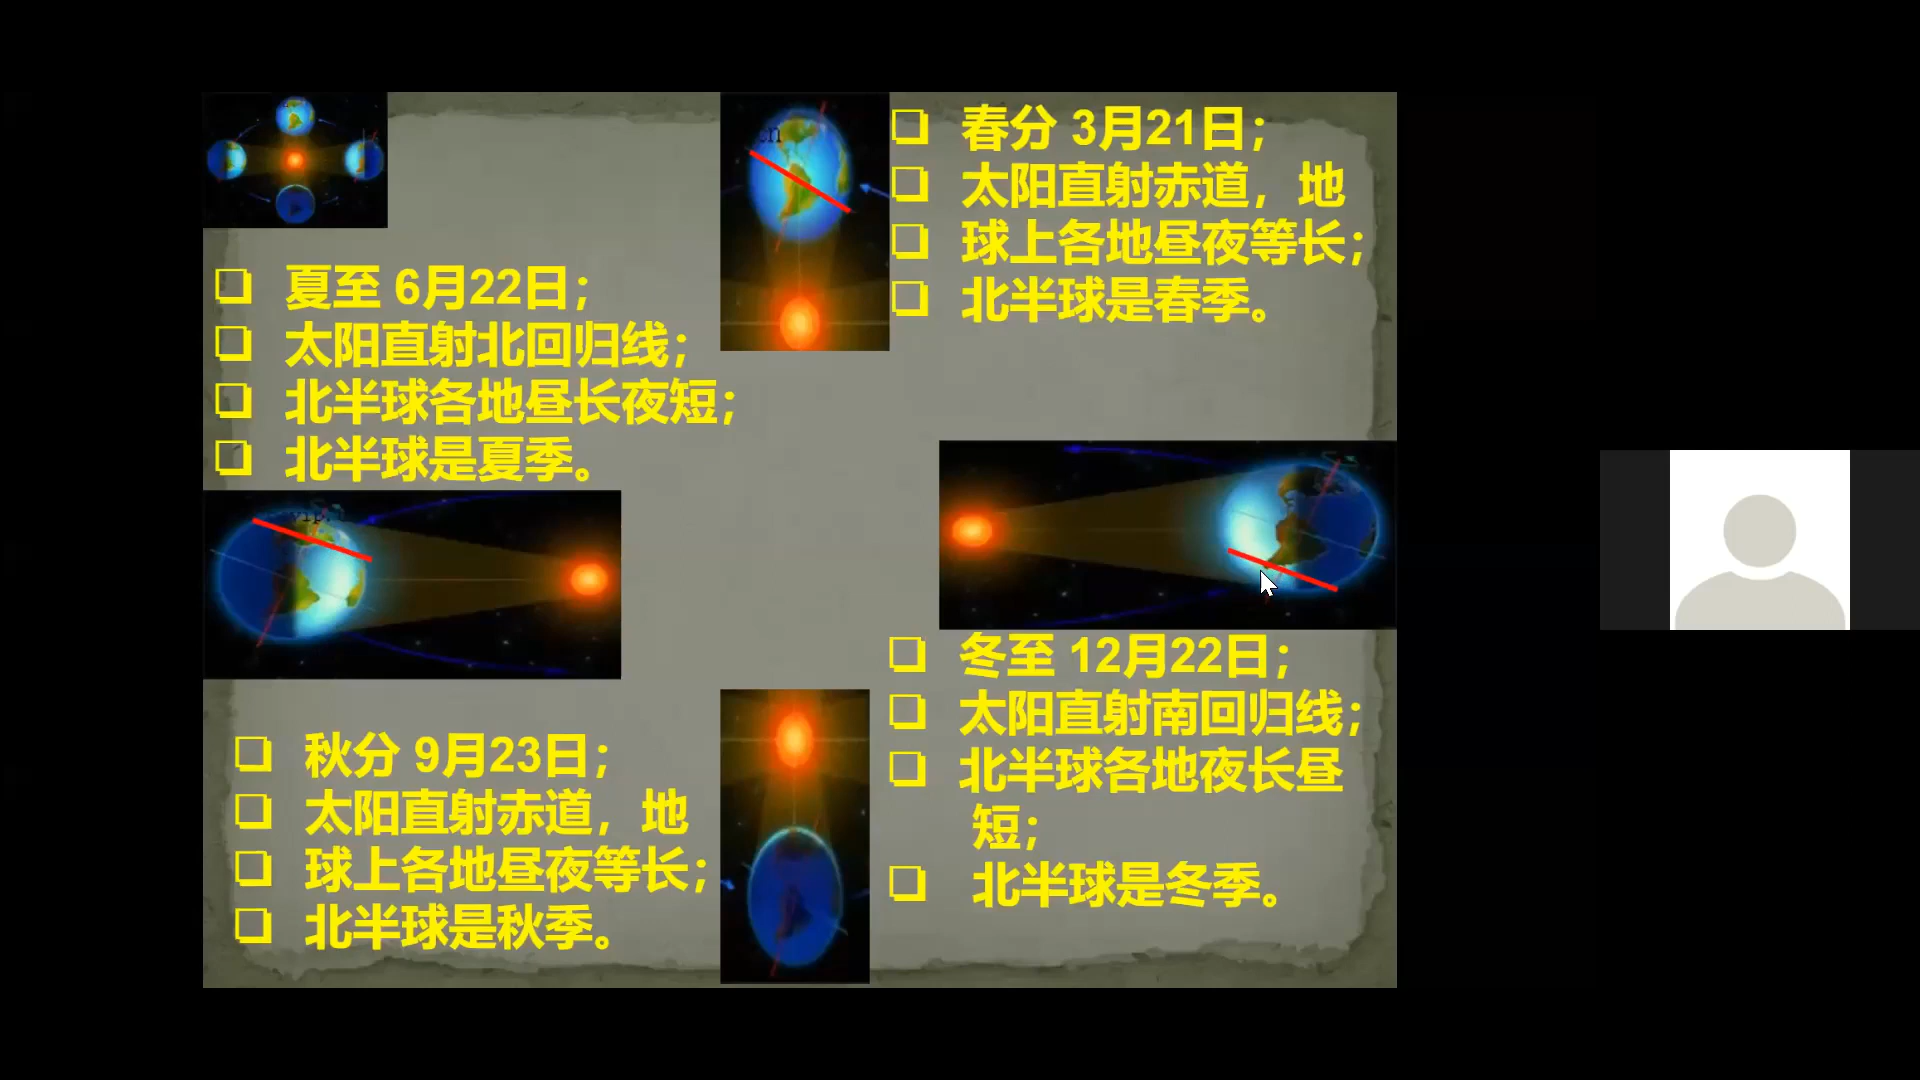 春分 3月21日；
太阳直射赤道，地
球上各地昼夜等长；
北半球是春季。
夏至 6月22日；
太阳直射北回归线；
北半球各地昼长夜短；
北半球是夏季。
冬至 12月22日；
太阳直射南回归线；
北半球各地夜长昼
短；
北半球是冬季。
秋分 9月23日；
太阳直射赤道，地
球上各地昼夜等长；
北半球是秋季。